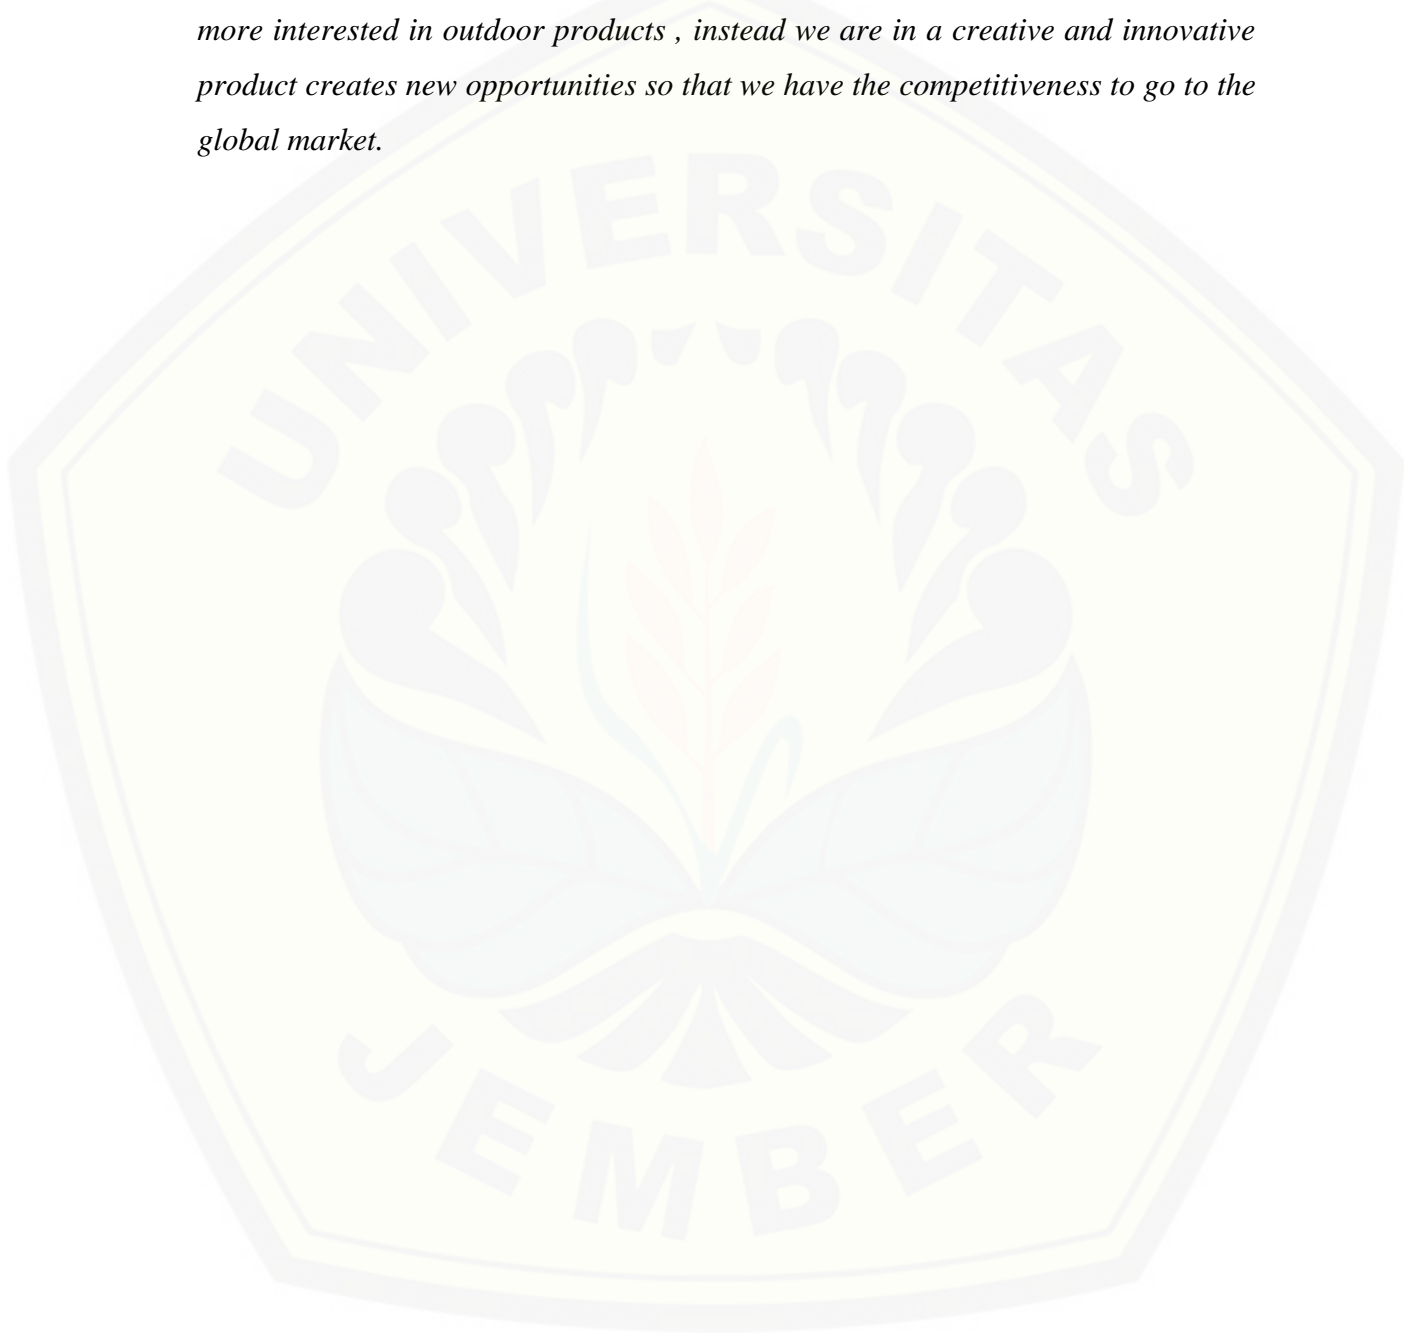 more interested in outdoor products , instead we are in a creative and innovative
product creates new opportunities so that we have the competitiveness to go to the
global market.
UNIVERSITAS
JEMBER